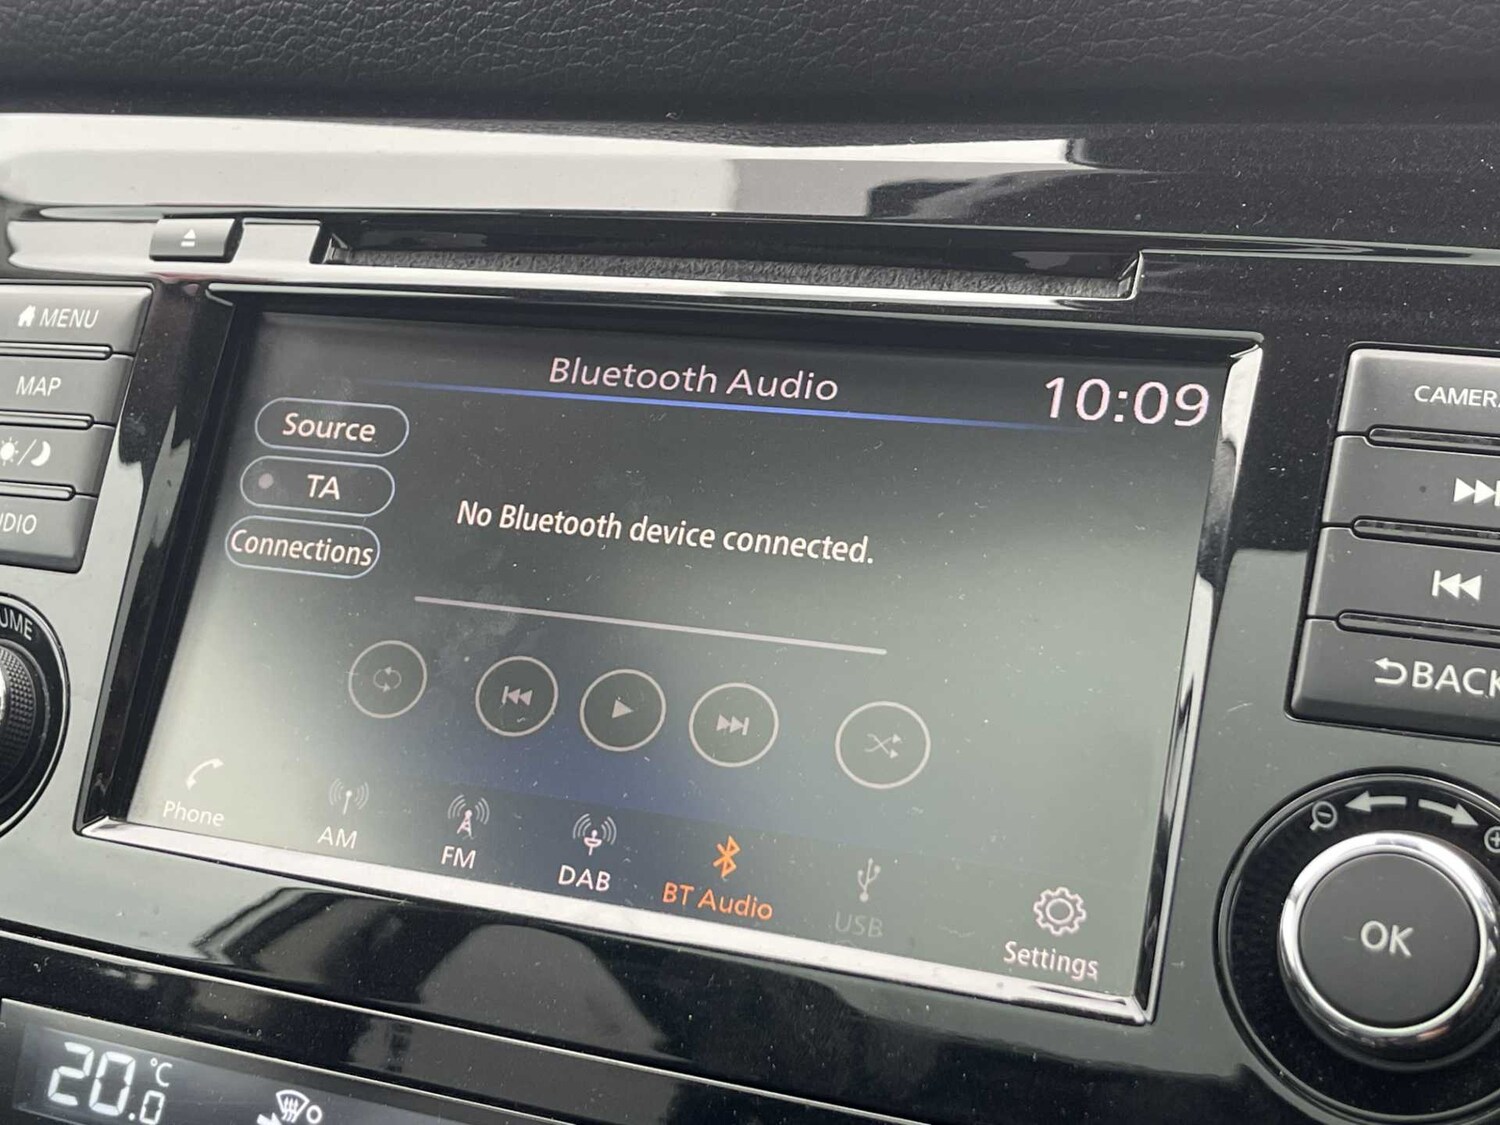 MENU
MAP
Bluetooth Audio
10:09
Source
TA
Connections
No Bluetooth device connected.
Phone
AM
FM
DAB
BT Audio
USB
Settings
BACK
OK
20.0 °C